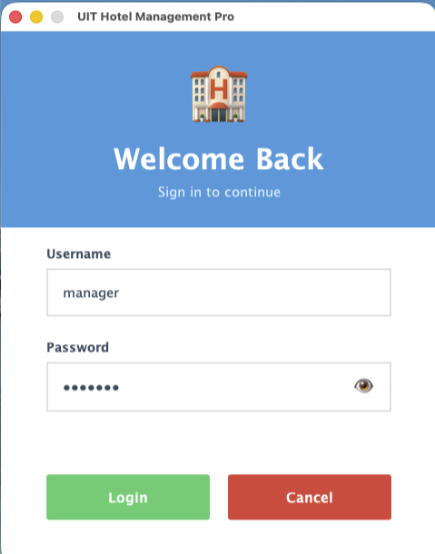 UIT Hotel Management Pro
H
Welcome Back
Sign in to continue
Username
manager
Password
•••••••
Login
Cancel